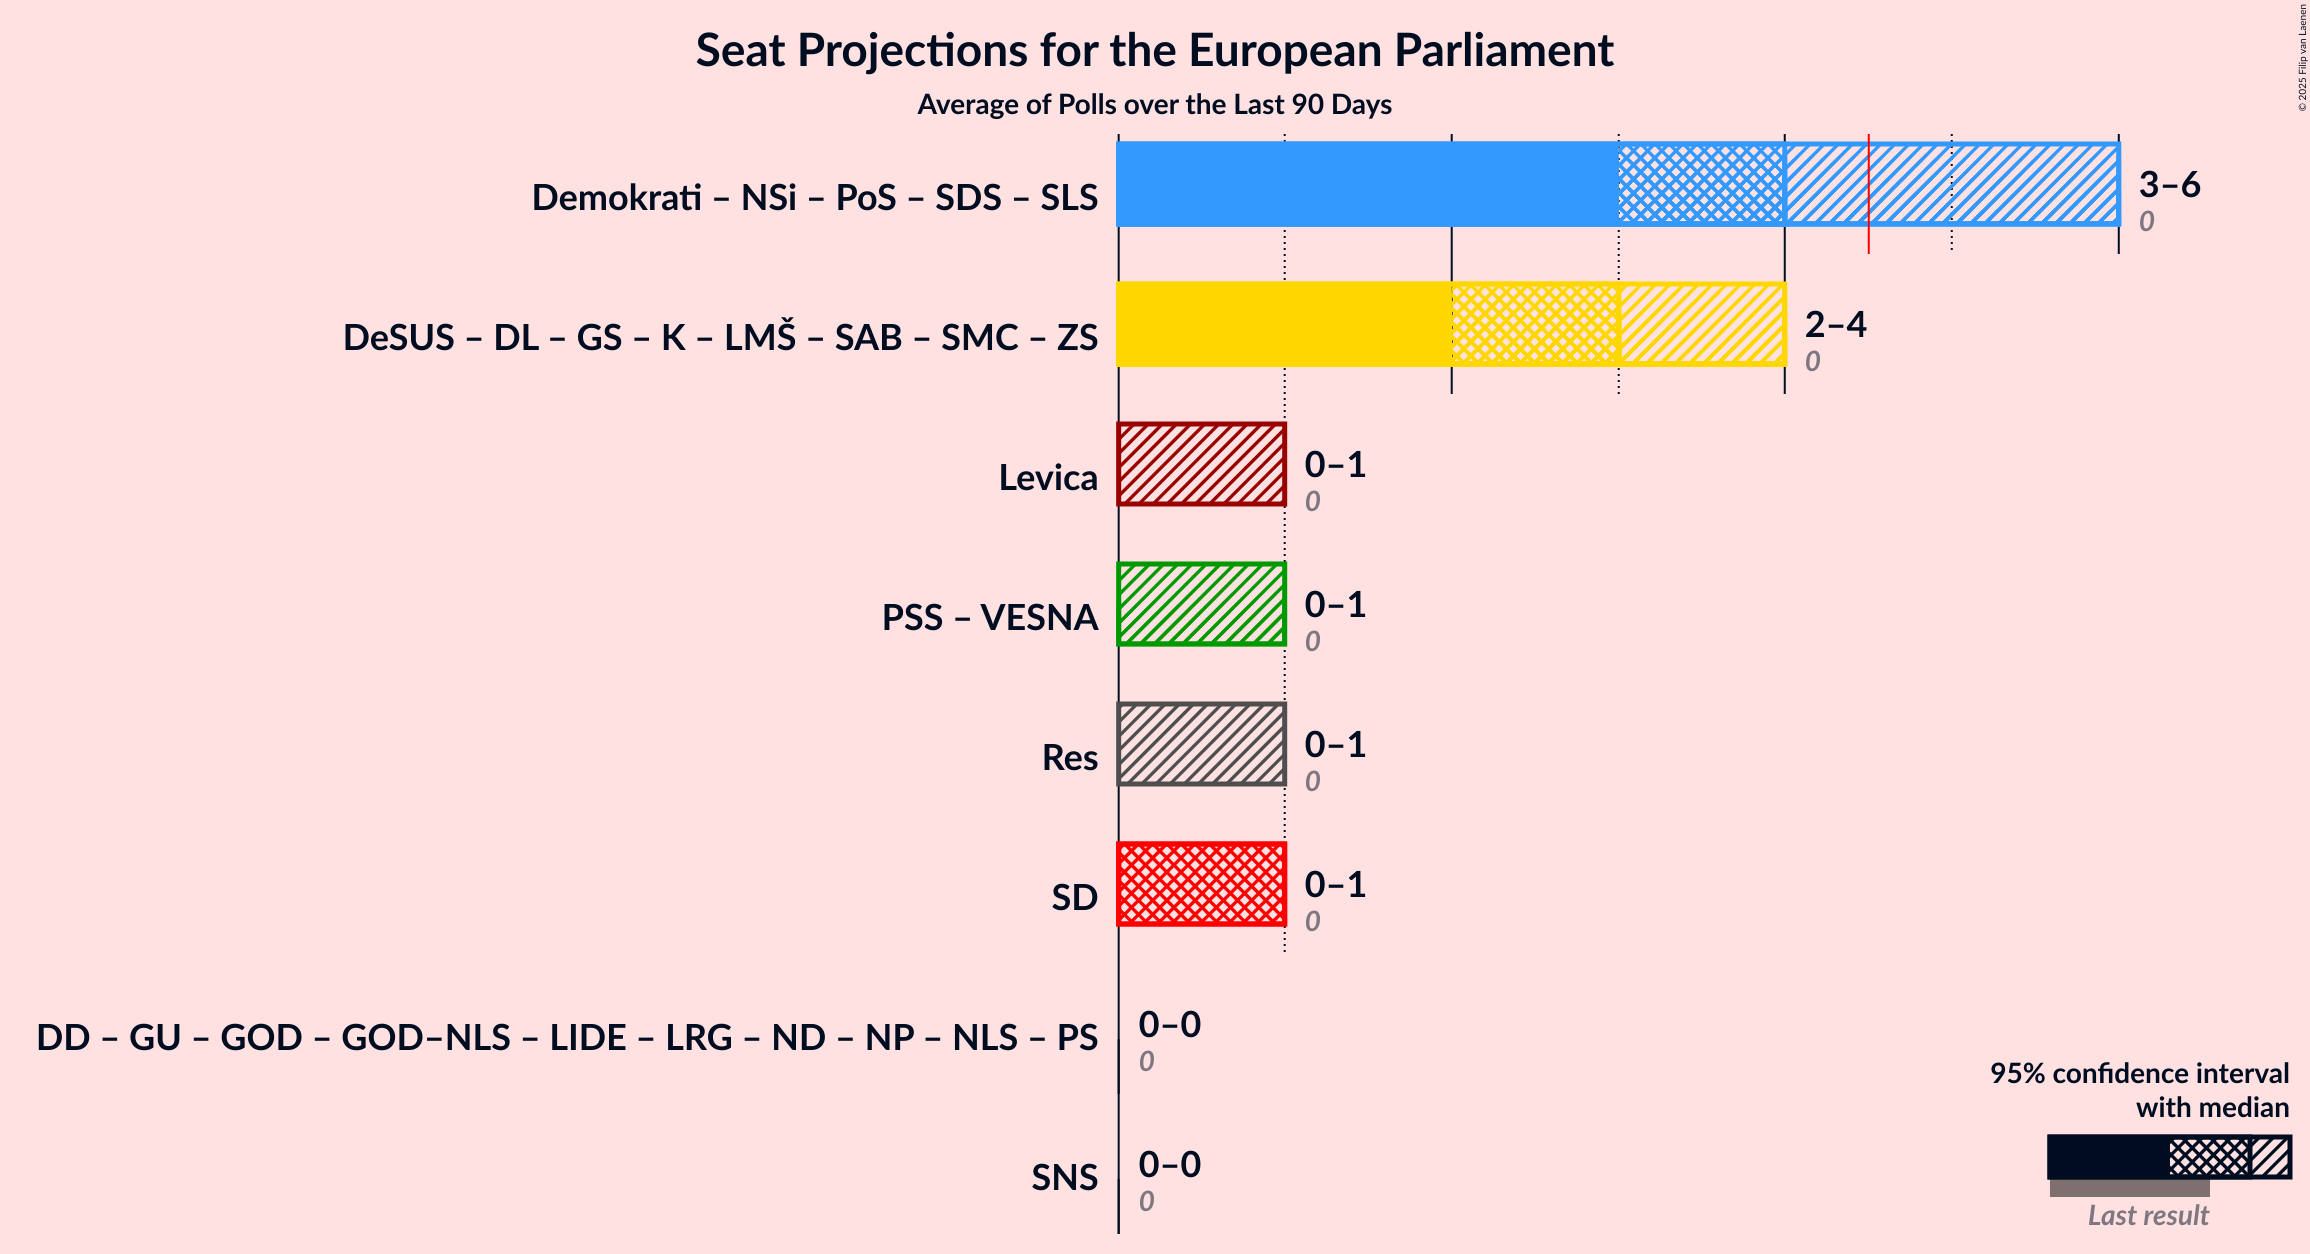 Seat Projections for the European Parliament
Average of Polls over the Last 90 Days
© 2025 Filip van Laenen
Demokrati – NSi – PoS – SDS – SLS
3–6
0
DeSUS – DL – GS – K – LMŠ – SAB – SMC – ZS
2–4
0
Levica
0–1
0
PSS – VESNA
0–1
0
Res
0–1
0
SD
0–1
0
DD – GU – GOD – GOD–NLS – LIDE – LRG – ND – NP – NLS – PS
0–0
0
SNS
0–0
0
95% confidence interval
with median
Last result